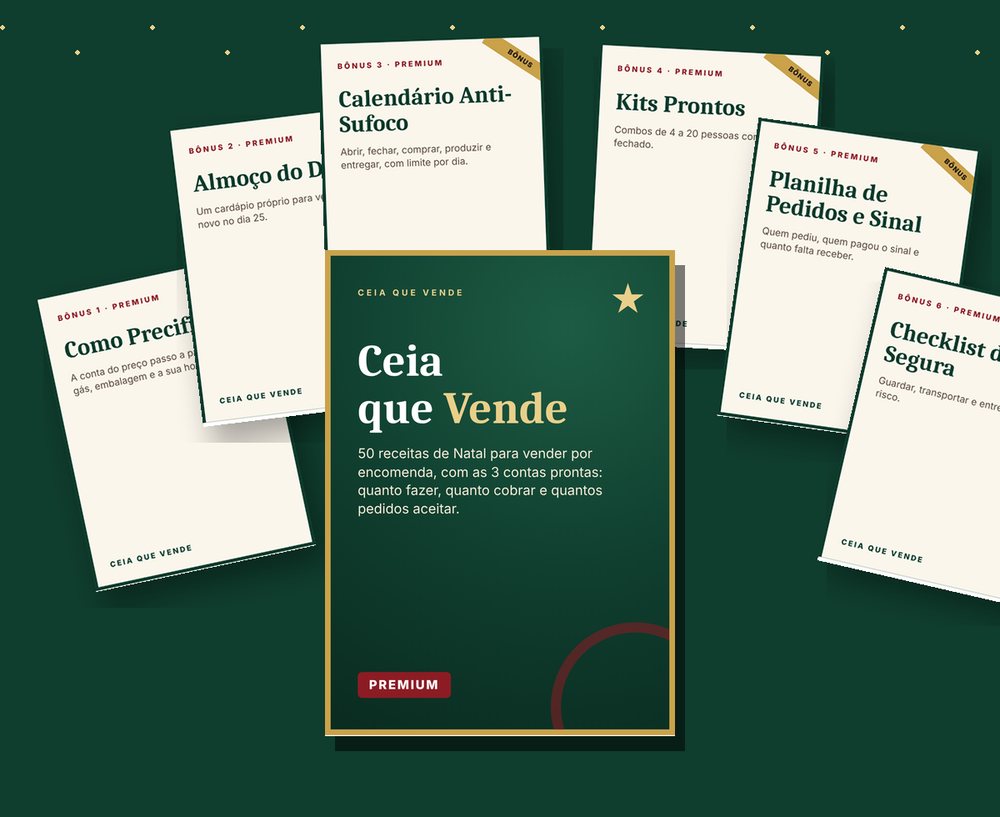 BÔNUS 3 · PREMIUM
BÔNUS
Calendário Anti-
Sufoco
Abrir, fechar, comprar, produzir e
entregar, com limite por dia.
BÔNUS 4 · PREMIUM
BÔNUS
Kits Prontos
Combos de 4 a 20 pessoas com
fechado.
BÔNUS 2 · PREMIUM
Almoço do
Um cardápio próprio para
novo no dia 25.
CEIA QUE VENDE
BÔNUS 5 · PREMIUM
BÔNUS
Planilha de
Pedidos e Sinal
Quem pediu, quem pagou o sinal e
quanto falta receber.
CEIA QUE VENDE
BÔNUS 1 · PREMIUM
Como
A conta do preço passo a
gás, embalagem e a sua
CEIA QUE VENDE
BÔNUS 6 · PREMIUM
Checklist
Segura
Guardar, transportar e
risco.
CEIA QUE VENDE
CEIA QUE VENDE
Ceia
que Vende
50 receitas de Natal para vender por
encomenda, com as 3 contas prontas:
quanto fazer, quanto cobrar e quantos
pedidos aceitar.
PREMIUM